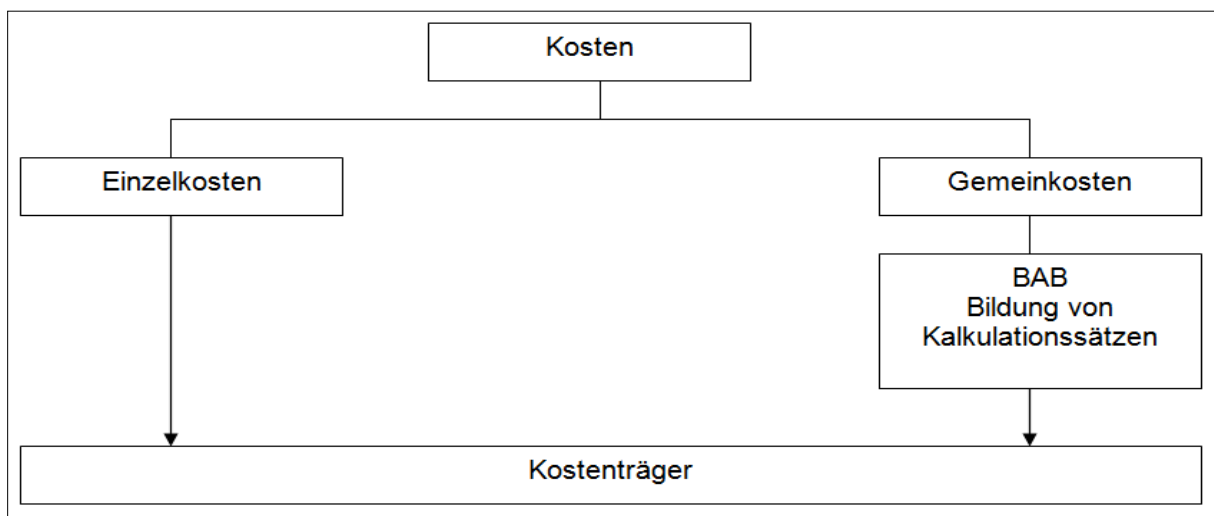 Kosten
Einzelkosten
Gemeinkosten
BAB
Bildung von
Kalkulationssätzen
Kostenträger